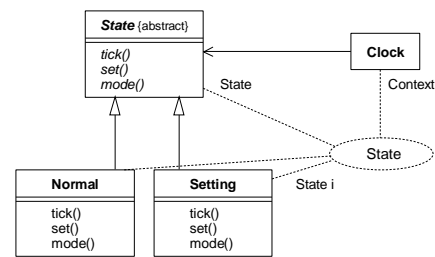 State {abstract}
tick()
set()
mode()
Clock
State
Context
State
Normal
tick()
set()
mode()
Setting
tick()
set()
mode()
State i